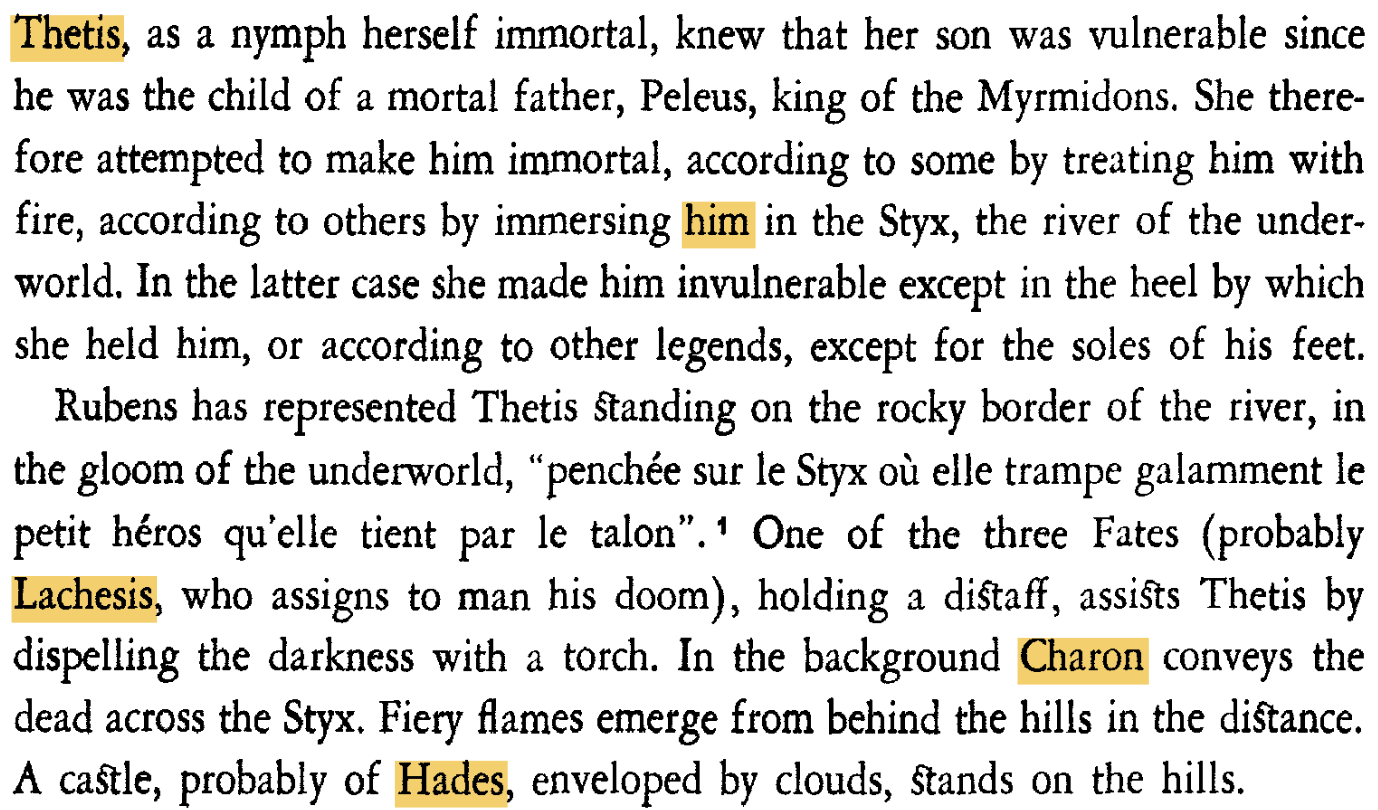 Thetis, as a nymph herself immortal, knew that her son was vulnerable since
he was the child of a mortal father, Peleus, king of the Myrmidons. She there-
fore attempted to make him immortal, according to some by treating him with
fire, according to others by immersing him in the Styx, the river of the under-
world. In the latter case she made him invulnerable except in the heel by which
she held him, or according to other legends, except for the soles of his feet.
Rubens has represented Thetis standing on the rocky border of the river, in
the gloom of the underworld, “penchée sur le Styx où elle trampe galamment le
petit héros qu'elle tient par le talon”.¹ One of the three Fates (probably
Lachesis, who assigns to man his doom), holding a distaff, assists Thetis by
dispelling the darkness with a torch. In the background Charon conveys the
dead across the Styx. Fiery flames emerge from behind the hills in the distance.
A castle, probably of Hades, enveloped by clouds, stands on the hills.